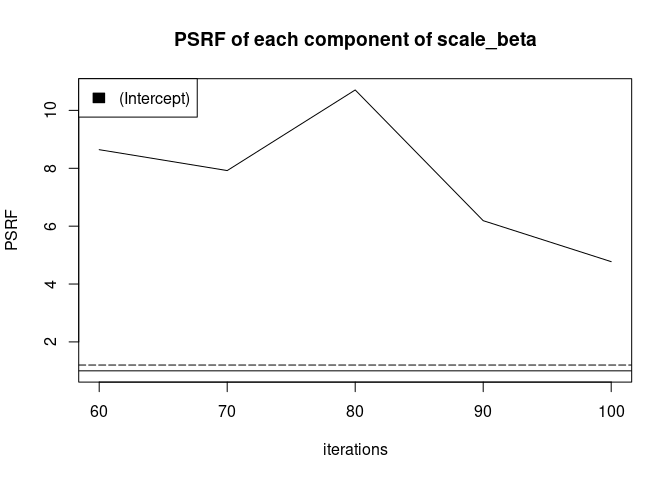 PSRF of each component of scale_beta
(Intercept)
10
8
6
4
2
PSRF
60 70 80 90 100
iterations